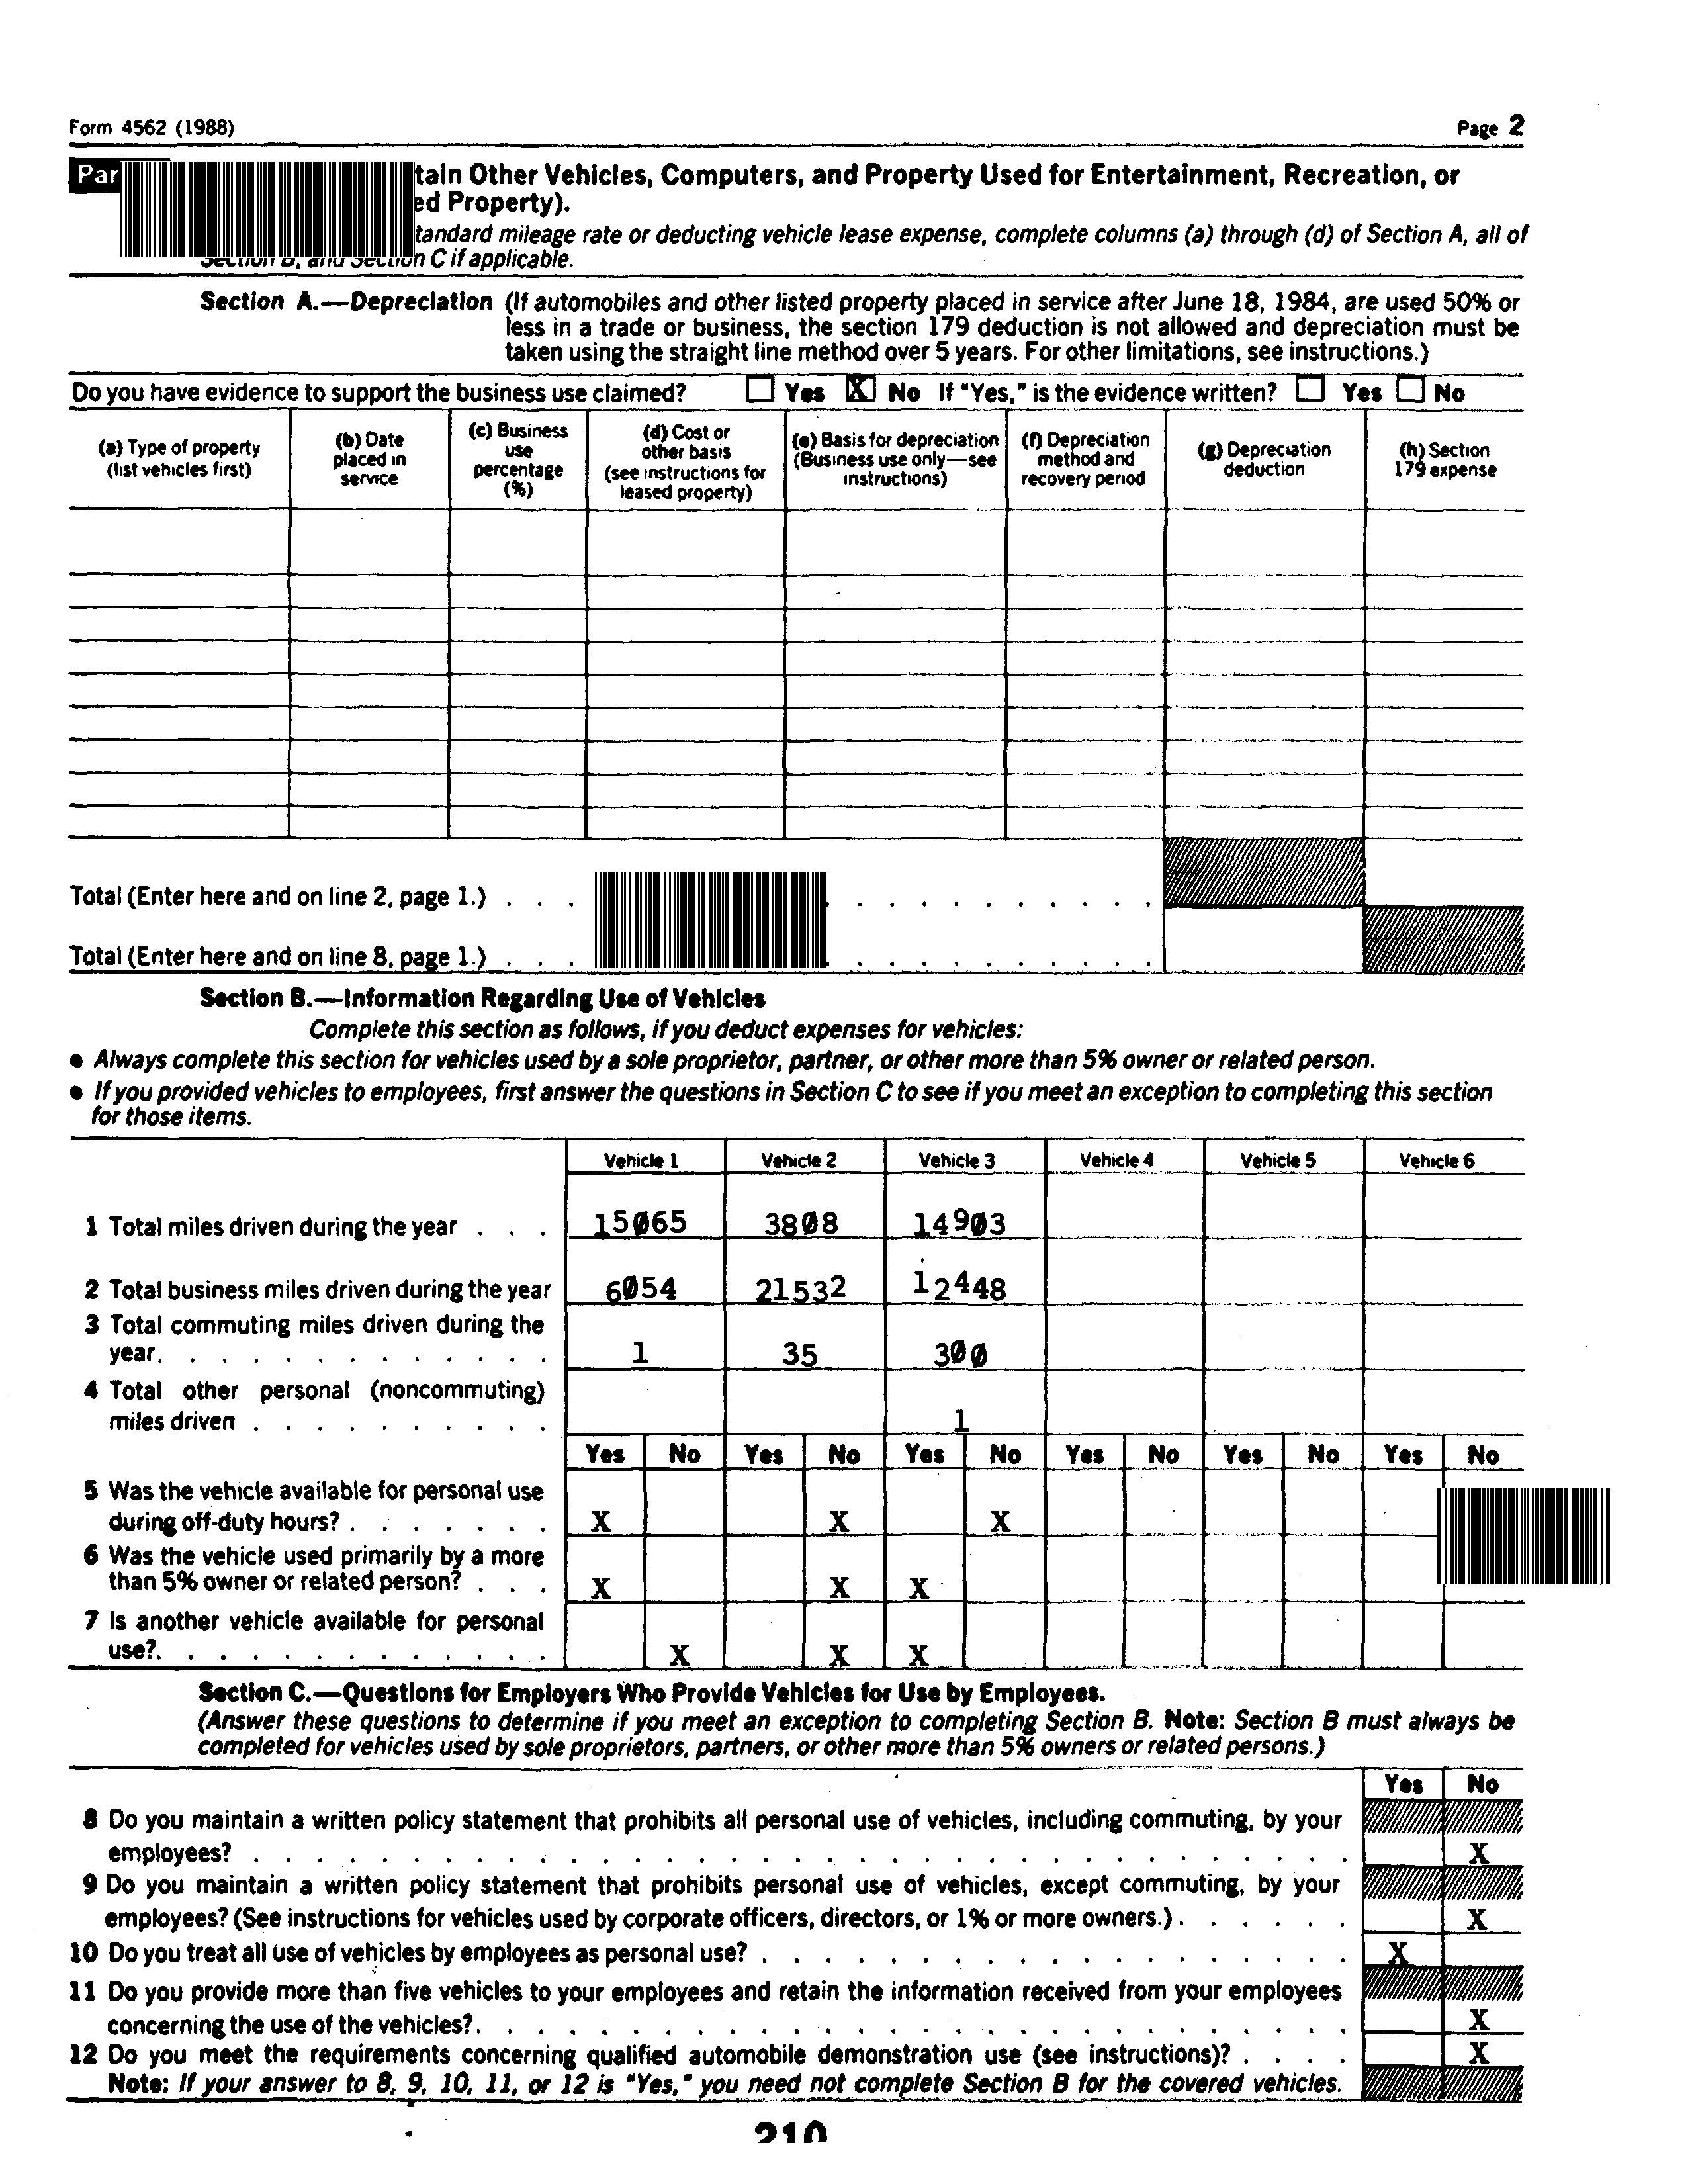 Form 4562 (1988) Page 2
Par tain Other Vehicles, Computers, and Property Used for Entertainment, Recreation, or
ed Property).
tandard mileage rate or deducting vehicle lease expense, complete columns (a) through (d) of Section A, all of
Section B, and Section C if applicable.
Section A.—Depreciation (If automobiles and other listed property placed in service after June 18, 1984, are used 50% or
less in a trade or business, the section 179 deduction is not allowed and depreciation must be
taken using the straight line method over 5 years. For other limitations, see instructions.)
Do you have evidence to support the business use claimed? Yes X No If "Yes," is the evidence written? Yes No
(a) Type of property (list vehicles first)
(b) Date placed in service
(c) Business use percentage (%)
(d) Cost or other basis (see instructions for leased property)
(e) Basis for depreciation (Business use only—see instructions)
(f) Depreciation method and recovery period
(g) Depreciation deduction
(h) Section 179 expense
Total (Enter here and on line 2, page 1.) . . .
Total (Enter here and on line 8, page 1.) . . .
Section B.—Information Regarding Use of Vehicles
Complete this section as follows, if you deduct expenses for vehicles:
● Always complete this section for vehicles used by a sole proprietor, partner, or other more than 5% owner or related person.
● If you provided vehicles to employees, first answer the questions in Section C to see if you meet an exception to completing this section
for those items.
Vehicle 1 Vehicle 2 Vehicle 3 Vehicle 4 Vehicle 5 Vehicle 6
1 Total miles driven during the year . . . 15065 3808 14903
2 Total business miles driven during the year 6054 21532 12448
3 Total commuting miles driven during the
year. . . . . . . . . . . . . . 1 35 300
4 Total other personal (noncommuting)
miles driven . . . . . . . . . . 1
Yes No Yes No Yes No Yes No Yes No Yes No
5 Was the vehicle available for personal use
during off-duty hours? . . . . . . . X X X
6 Was the vehicle used primarily by a more
than 5% owner or related person? . . . X X X
7 Is another vehicle available for personal
use?. . . . . . . . . . . . . . X X X
Section C.—Questions for Employers Who Provide Vehicles for Use by Employees.
(Answer these questions to determine if you meet an exception to completing Section B. Note: Section B must always be
completed for vehicles used by sole proprietors, partners, or other more than 5% owners or related persons.)
Yes No
8 Do you maintain a written policy statement that prohibits all personal use of vehicles, including commuting, by your
employees? . . . . . . . . . . X
9 Do you maintain a written policy statement that prohibits personal use of vehicles, except commuting, by your
employees? (See instructions for vehicles used by corporate officers, directors, or 1% or more owners.) . . . . . . X
10 Do you treat all use of vehicles by employees as personal use? . . . . . . . . . . X
11 Do you provide more than five vehicles to your employees and retain the information received from your employees
concerning the use of the vehicles?. . . . . . . . . . X
12 Do you meet the requirements concerning qualified automobile demonstration use (see instructions)? . . . . X
Note: If your answer to 8, 9, 10, 11, or 12 is "Yes," you need not complete Section B for the covered vehicles.
210